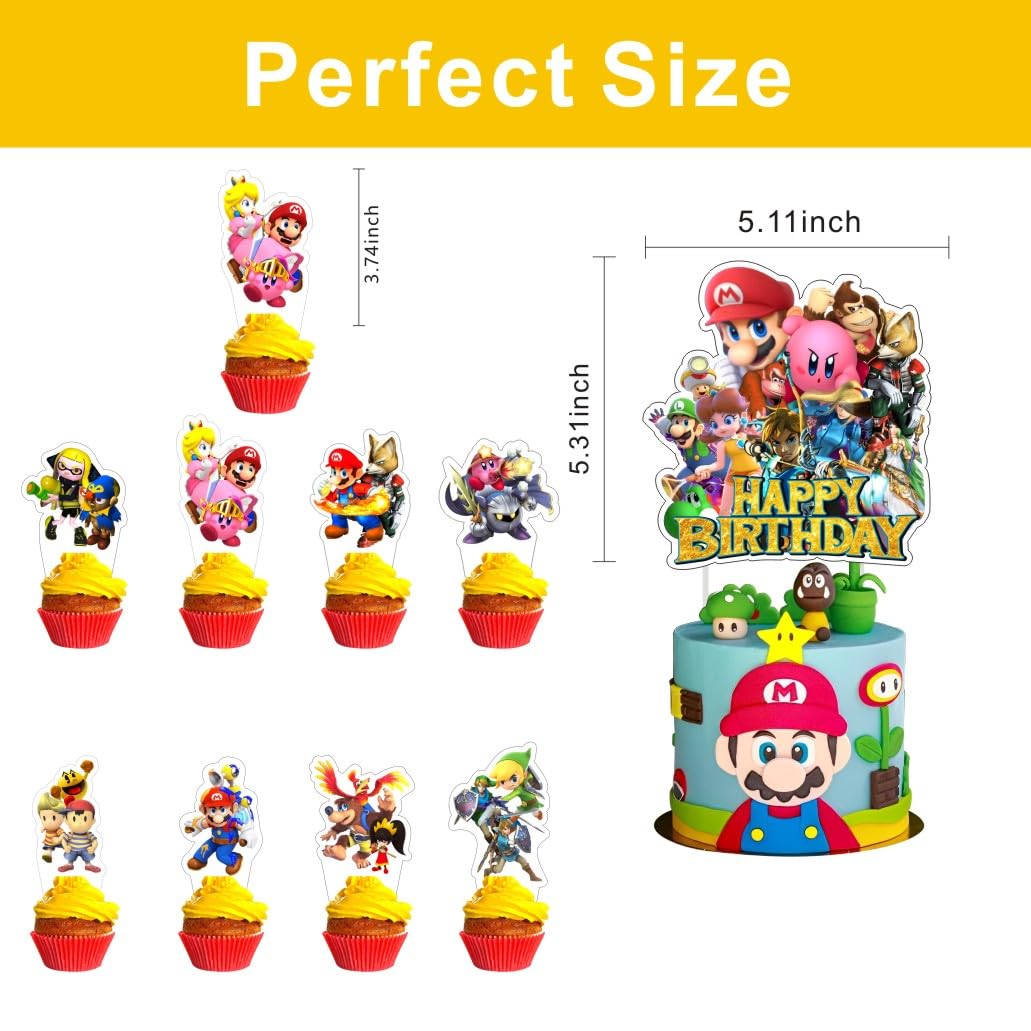 Perfect Size
3.74inch
5.11inch
5.31inch
M
HAPPY
BIRTHDAY
M